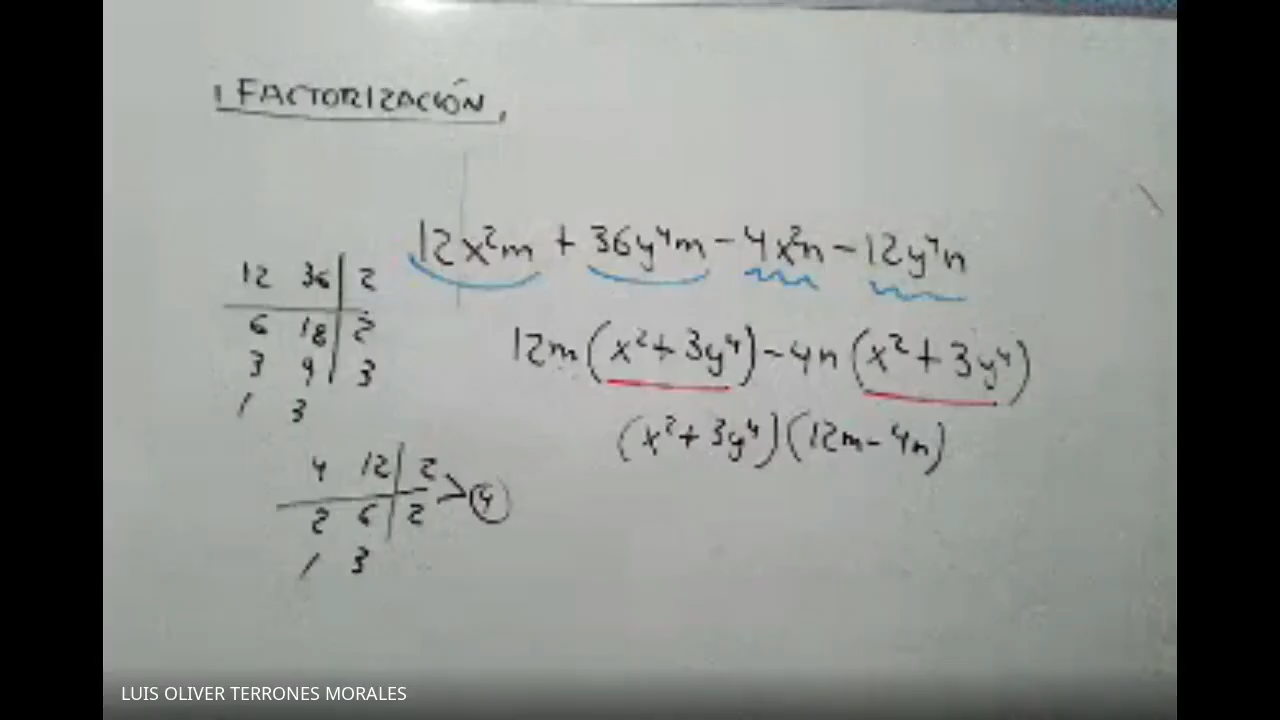 1 FACTORIZACIÓN.
12x²m + 36y⁴m - 4x²n - 12y⁴n
12 36 | 2
6 18 | 2
3 9 | 3
1 3
12m(x² + 3y⁴) - 4n(x² + 3y⁴)
(x² + 3y⁴)(12m - 4n)
4 12 | 2
2 6 | 2 > 4
1 3
LUIS OLIVER TERRONES MORALES